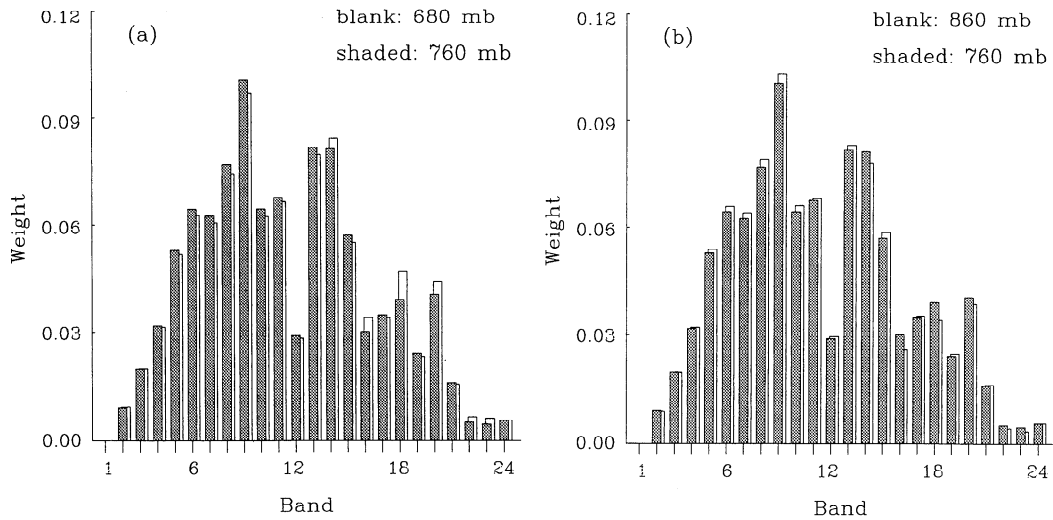 0.12
(a)
blank: 680 mb
shaded: 760 mb
0.09
0.06
0.03
0.00
Weight
1 6 12 18 24
Band
0.12
(b)
blank: 860 mb
shaded: 760 mb
0.09
0.06
0.03
0.00
Weight
1 6 12 18 24
Band